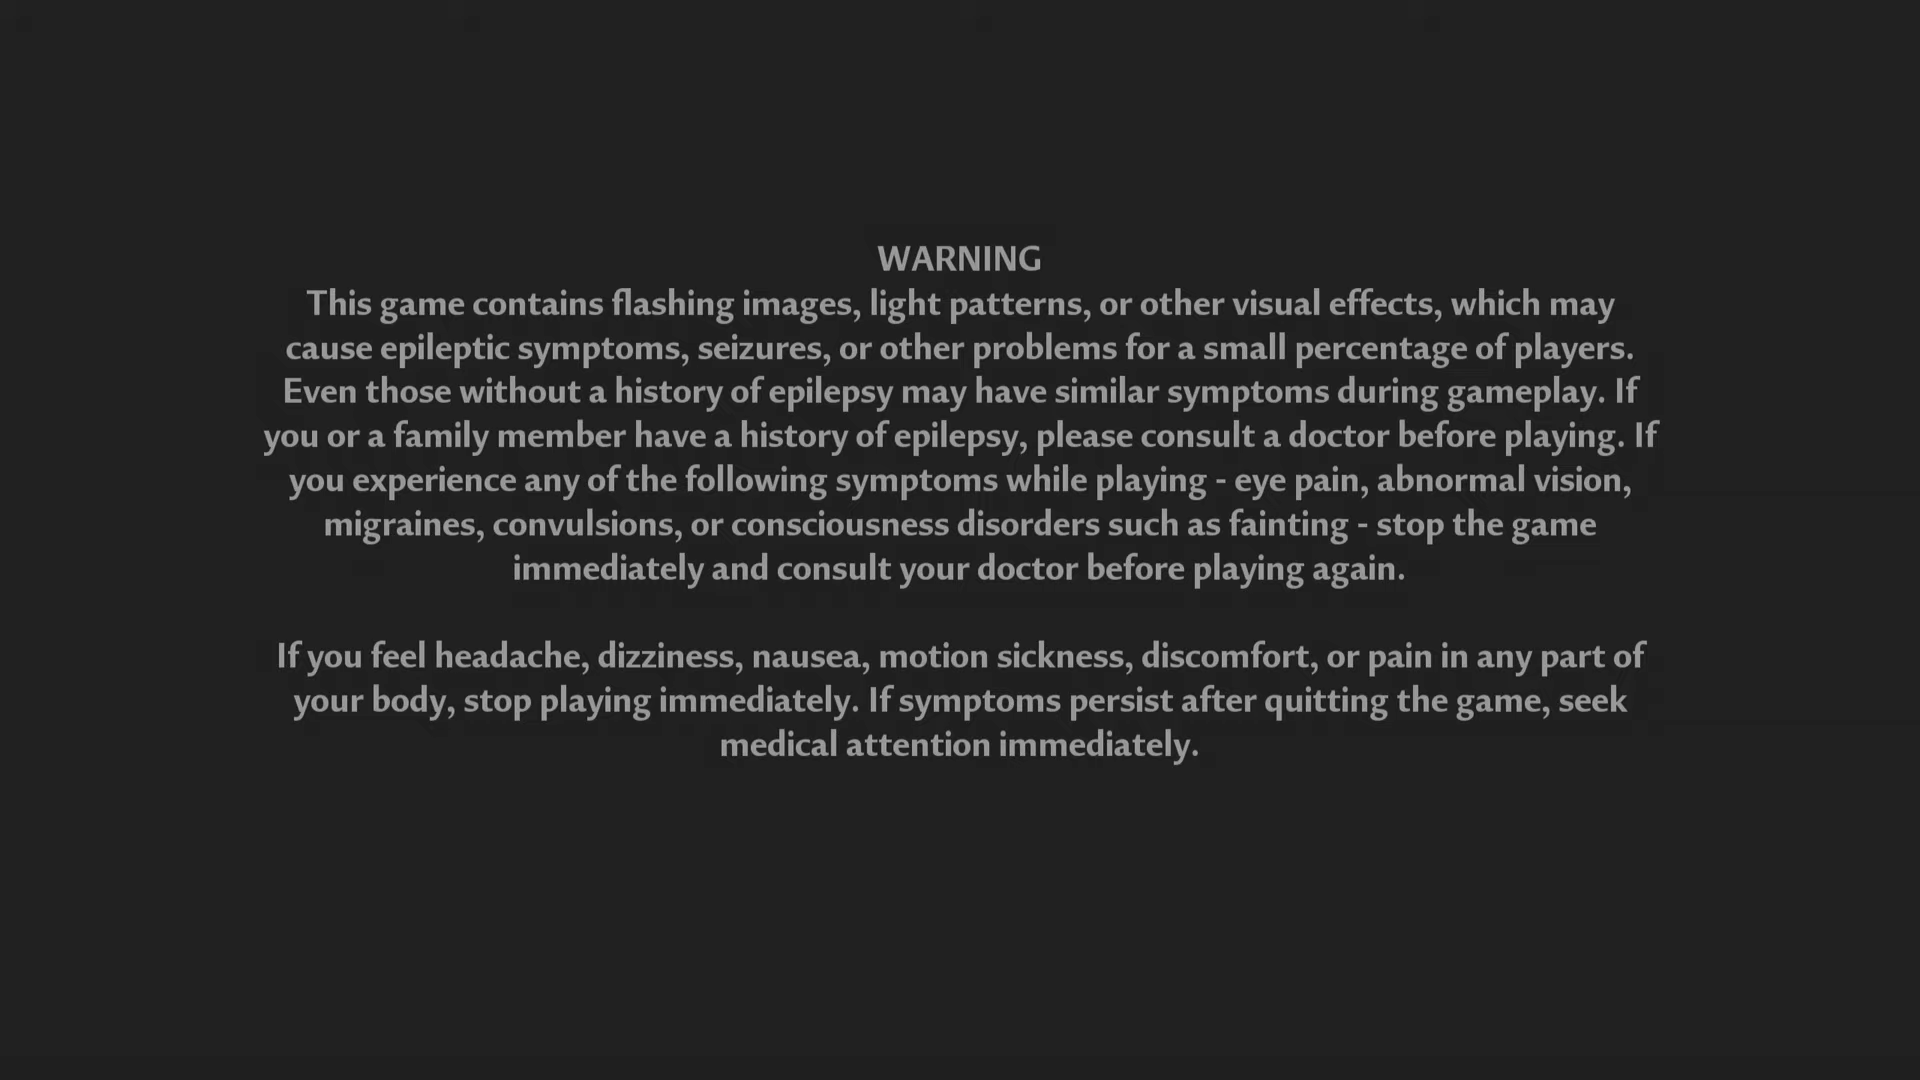 WARNING
This game contains flashing images, light patterns, or other visual effects, which may
cause epileptic symptoms, seizures, or other problems for a small percentage of players.
Even those without a history of epilepsy may have similar symptoms during gameplay. If
you or a family member have a history of epilepsy, please consult a doctor before playing. If
you experience any of the following symptoms while playing - eye pain, abnormal vision,
migraines, convulsions, or consciousness disorders such as fainting - stop the game
immediately and consult your doctor before playing again.
If you feel headache, dizziness, nausea, motion sickness, discomfort, or pain in any part of
your body, stop playing immediately. If symptoms persist after quitting the game, seek
medical attention immediately.